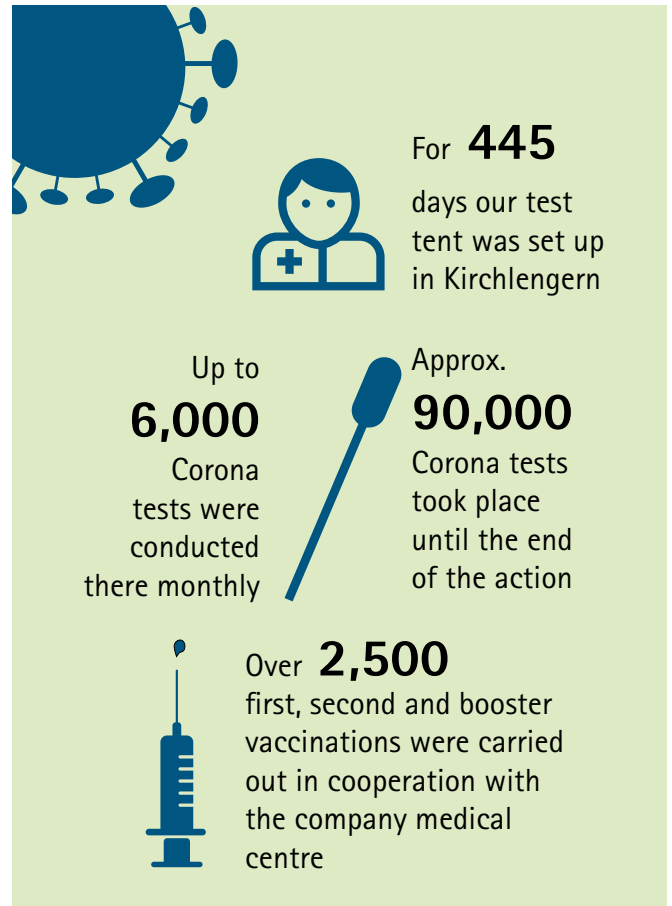 For 445
days our test
tent was set up
in Kirchlengern
Up to
6,000
Corona
tests were
conducted
there monthly
Approx.
90,000
Corona tests
took place
until the end
of the action
Over 2,500
first, second and booster
vaccinations were carried
out in cooperation with
the company medical
centre